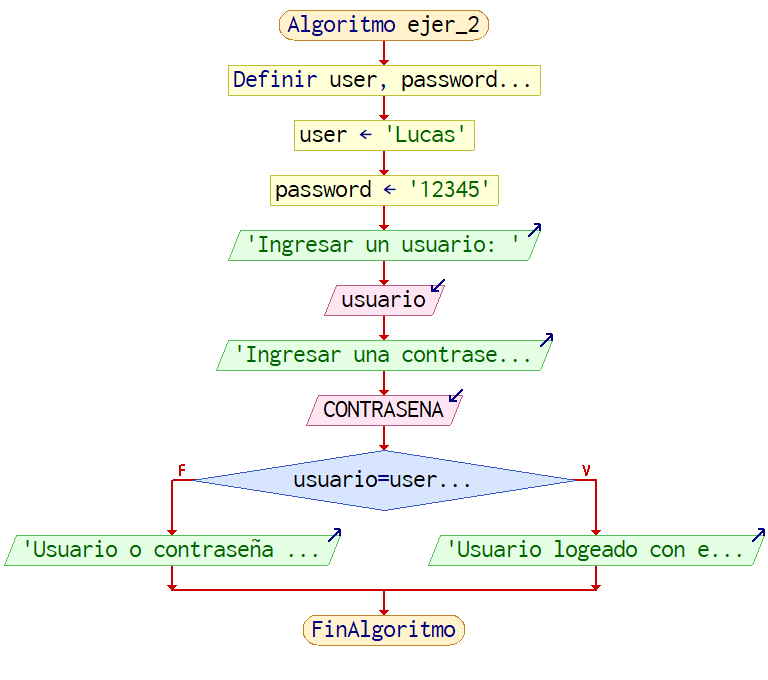 Algoritmo ejer_2
Definir user, password...
user ← 'Lucas'
password ← '12345'
'Ingresar un usuario: '
usuario
'Ingresar una contrase...
CONTRASENA
F
V
usuario=user...
'Usuario o contraseña ...
'Usuario logeado con e...
FinAlgoritmo